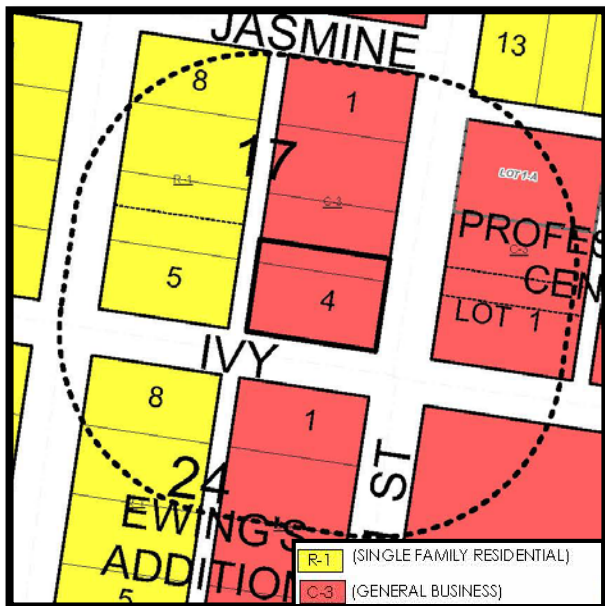 JASMINE
13
8
1
17
R-1
C-3
LOT 1-A
PROFES
C-3
CEN
5
4
LOT 1
IVY
8
1
24
ST
EWING'S
ADDITION
5
R-1 (SINGLE FAMILY RESIDENTIAL)
C-3 (GENERAL BUSINESS)